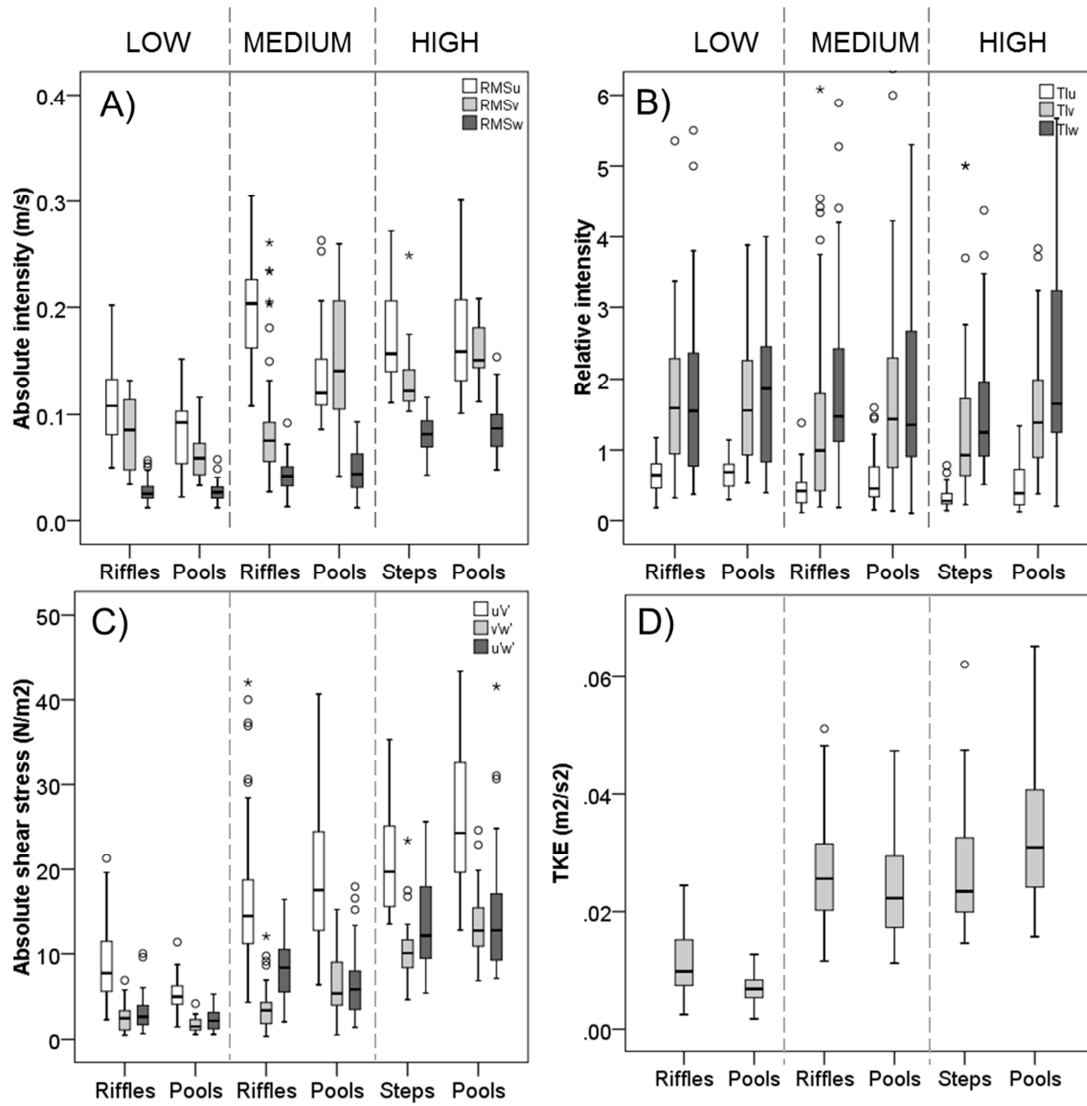 LOW MEDIUM HIGH
LOW MEDIUM HIGH
A)
RMSu
RMSv
RMSw
Absolute intensity (m/s)
0.4
0.3
0.2
0.1
0.0
Riffles Pools Riffles Pools Steps Pools
B)
TIu
TIv
TIw
Relative intensity
6
5
4
3
2
1
0
Riffles Pools Riffles Pools Steps Pools
C)
u'v'
v'w'
u'w'
Absolute shear stress (N/m2)
50
40
30
20
10
0
Riffles Pools Riffles Pools Steps Pools
D)
TKE (m2/s2)
.06
.04
.02
.00
Riffles Pools Riffles Pools Steps Pools